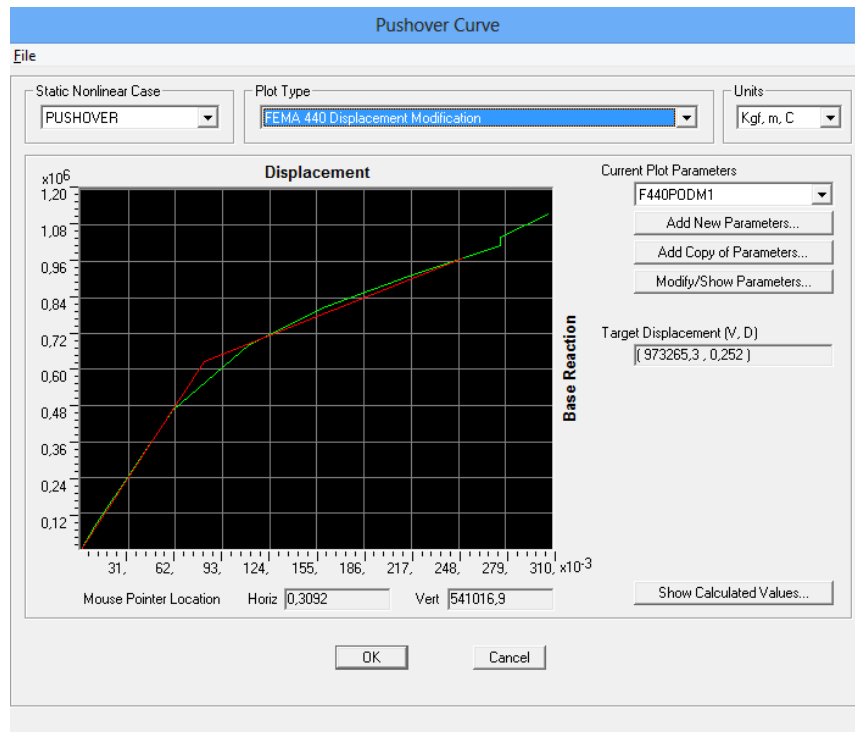 Pushover Curve
File
Static Nonlinear Case
PUSHOVER
Plot Type
FEMA 440 Displacement Modification
Units
Kgf, m, C
Displacement
x10^6
1,20
1,08
0,96
0,84
0,72
0,60
0,48
0,36
0,24
0,12
31, 62, 93, 124, 155, 186, 217, 248, 279, 310, x10^-3
Base Reaction
Mouse Pointer Location Horiz 0,3092 Vert 541016,9
Current Plot Parameters
F440PODM1
Add New Parameters...
Add Copy of Parameters...
Modify/Show Parameters...
Target Displacement (V, D)
( 973265,3 , 0,252 )
Show Calculated Values...
OK Cancel